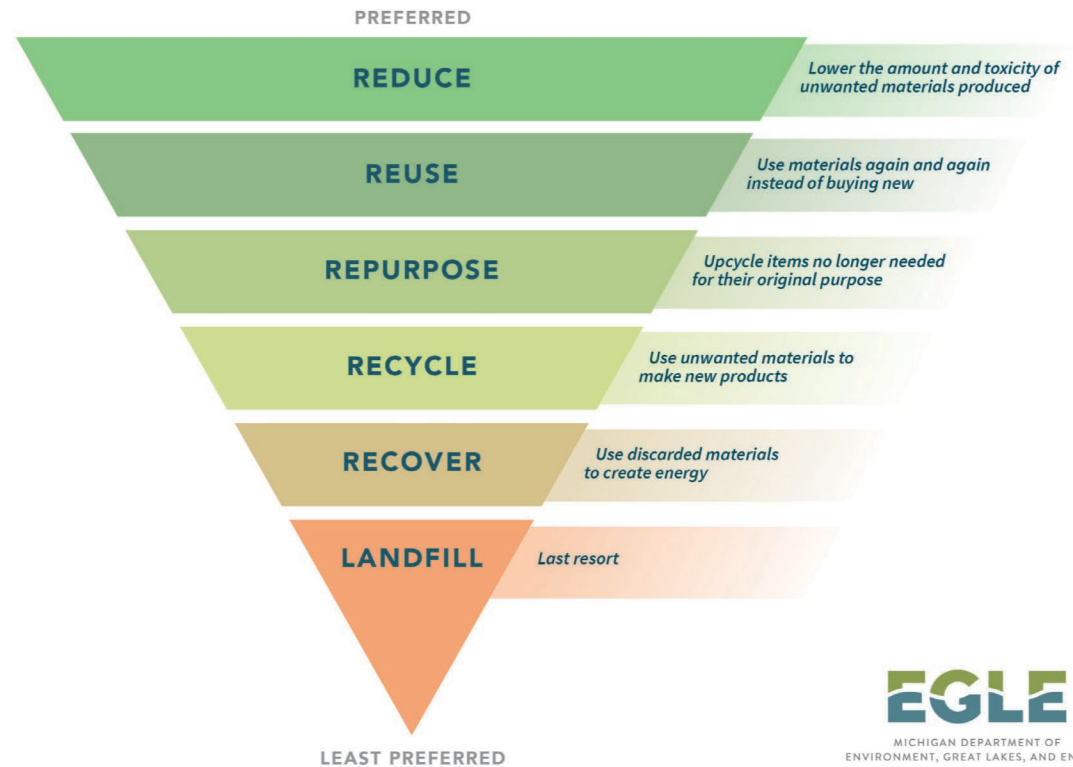 PREFERRED
REDUCE
Lower the amount and toxicity of
unwanted materials produced
REUSE
Use materials again and again
instead of buying new
REPURPOSE
Upcycle items no longer needed
for their original purpose
RECYCLE
Use unwanted materials to
make new products
RECOVER
Use discarded materials
to create energy
LANDFILL
Last resort
LEAST PREFERRED
EGLE
MICHIGAN DEPARTMENT OF
ENVIRONMENT, GREAT LAKES, AND